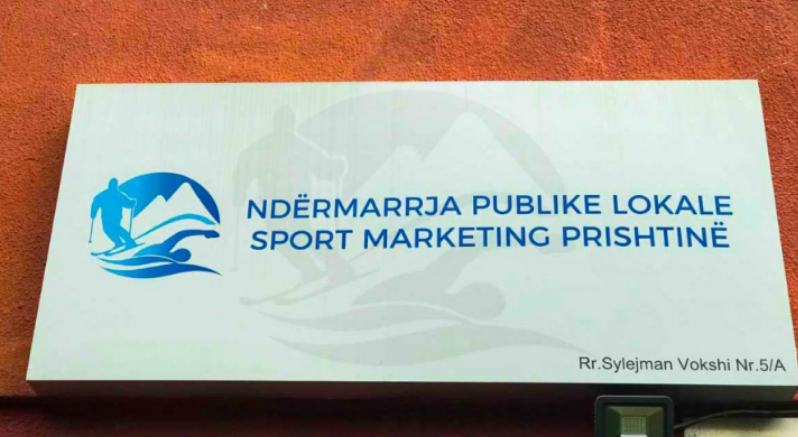 NDËRMARRJA PUBLIKE LOKALE
SPORT MARKETING PRISHTINË
Rr.Sylejman Vokshi Nr.5/A